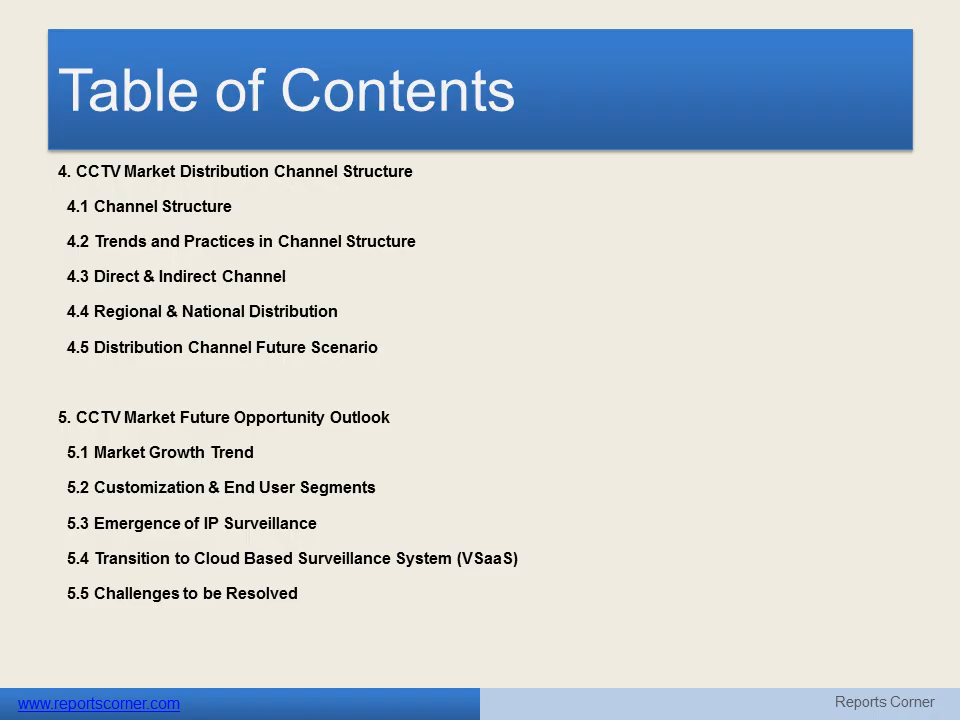 Table of Contents
4. CCTV Market Distribution Channel Structure
4.1 Channel Structure
4.2 Trends and Practices in Channel Structure
4.3 Direct & Indirect Channel
4.4 Regional & National Distribution
4.5 Distribution Channel Future Scenario
5. CCTV Market Future Opportunity Outlook
5.1 Market Growth Trend
5.2 Customization & End User Segments
5.3 Emergence of IP Surveillance
5.4 Transition to Cloud Based Surveillance System (VSaaS)
5.5 Challenges to be Resolved
www.reportscorner.com
Reports Corner